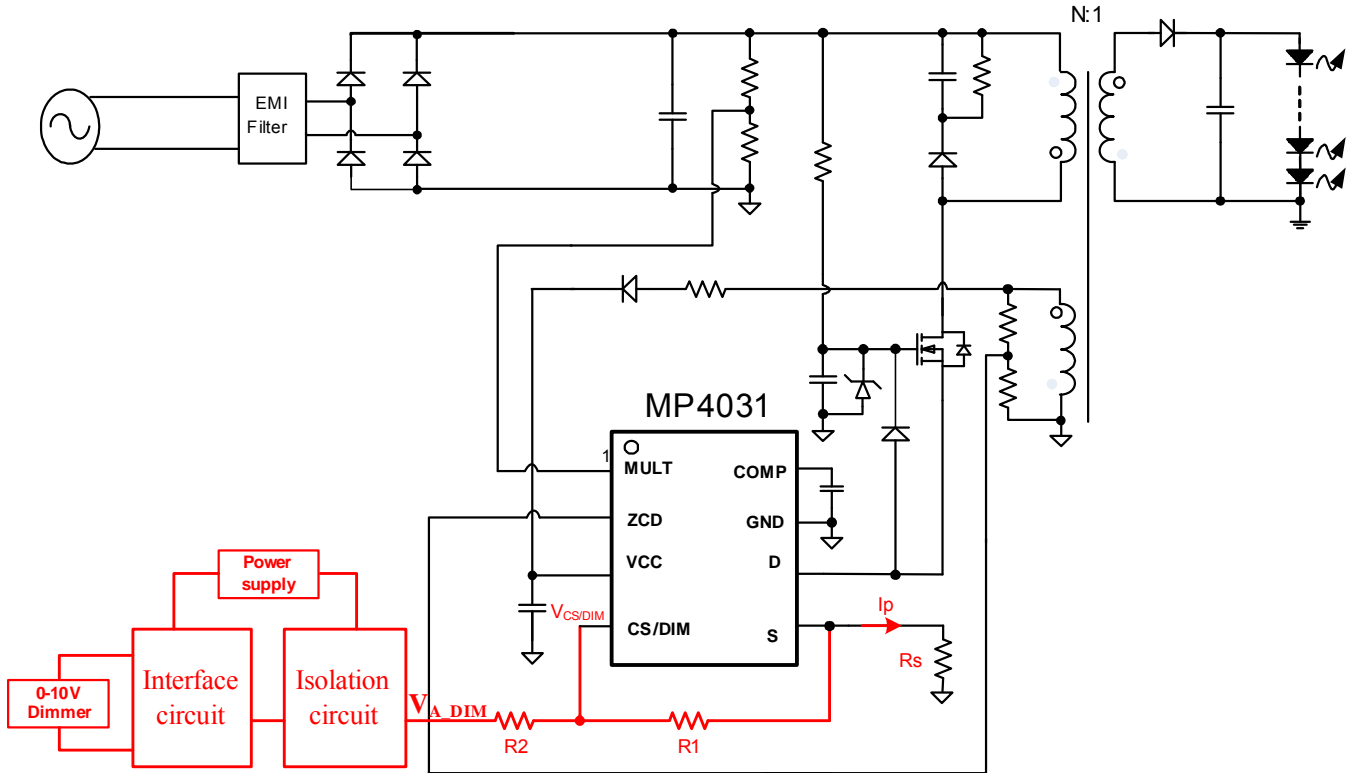 N:1
EMI
Filter
MP4031
1
MULT
COMP
ZCD
GND
VCC
D
CS/DIM
S
VCS/DIM
Ip
Rs
Power
supply
0-10V
Dimmer
Interface
circuit
Isolation
circuit
VA_DIM
R2
R1